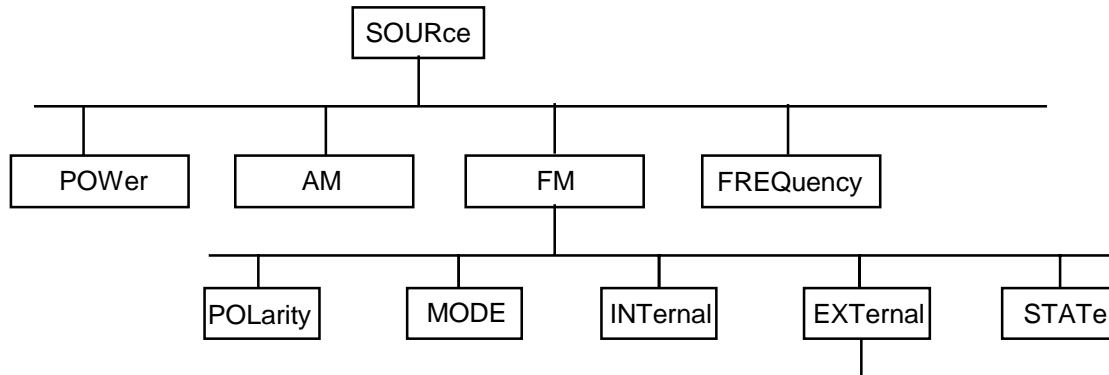 SOURce
POWer
AM
FM
FREQuency
POLarity
MODE
INTernal
EXTernal
STATe